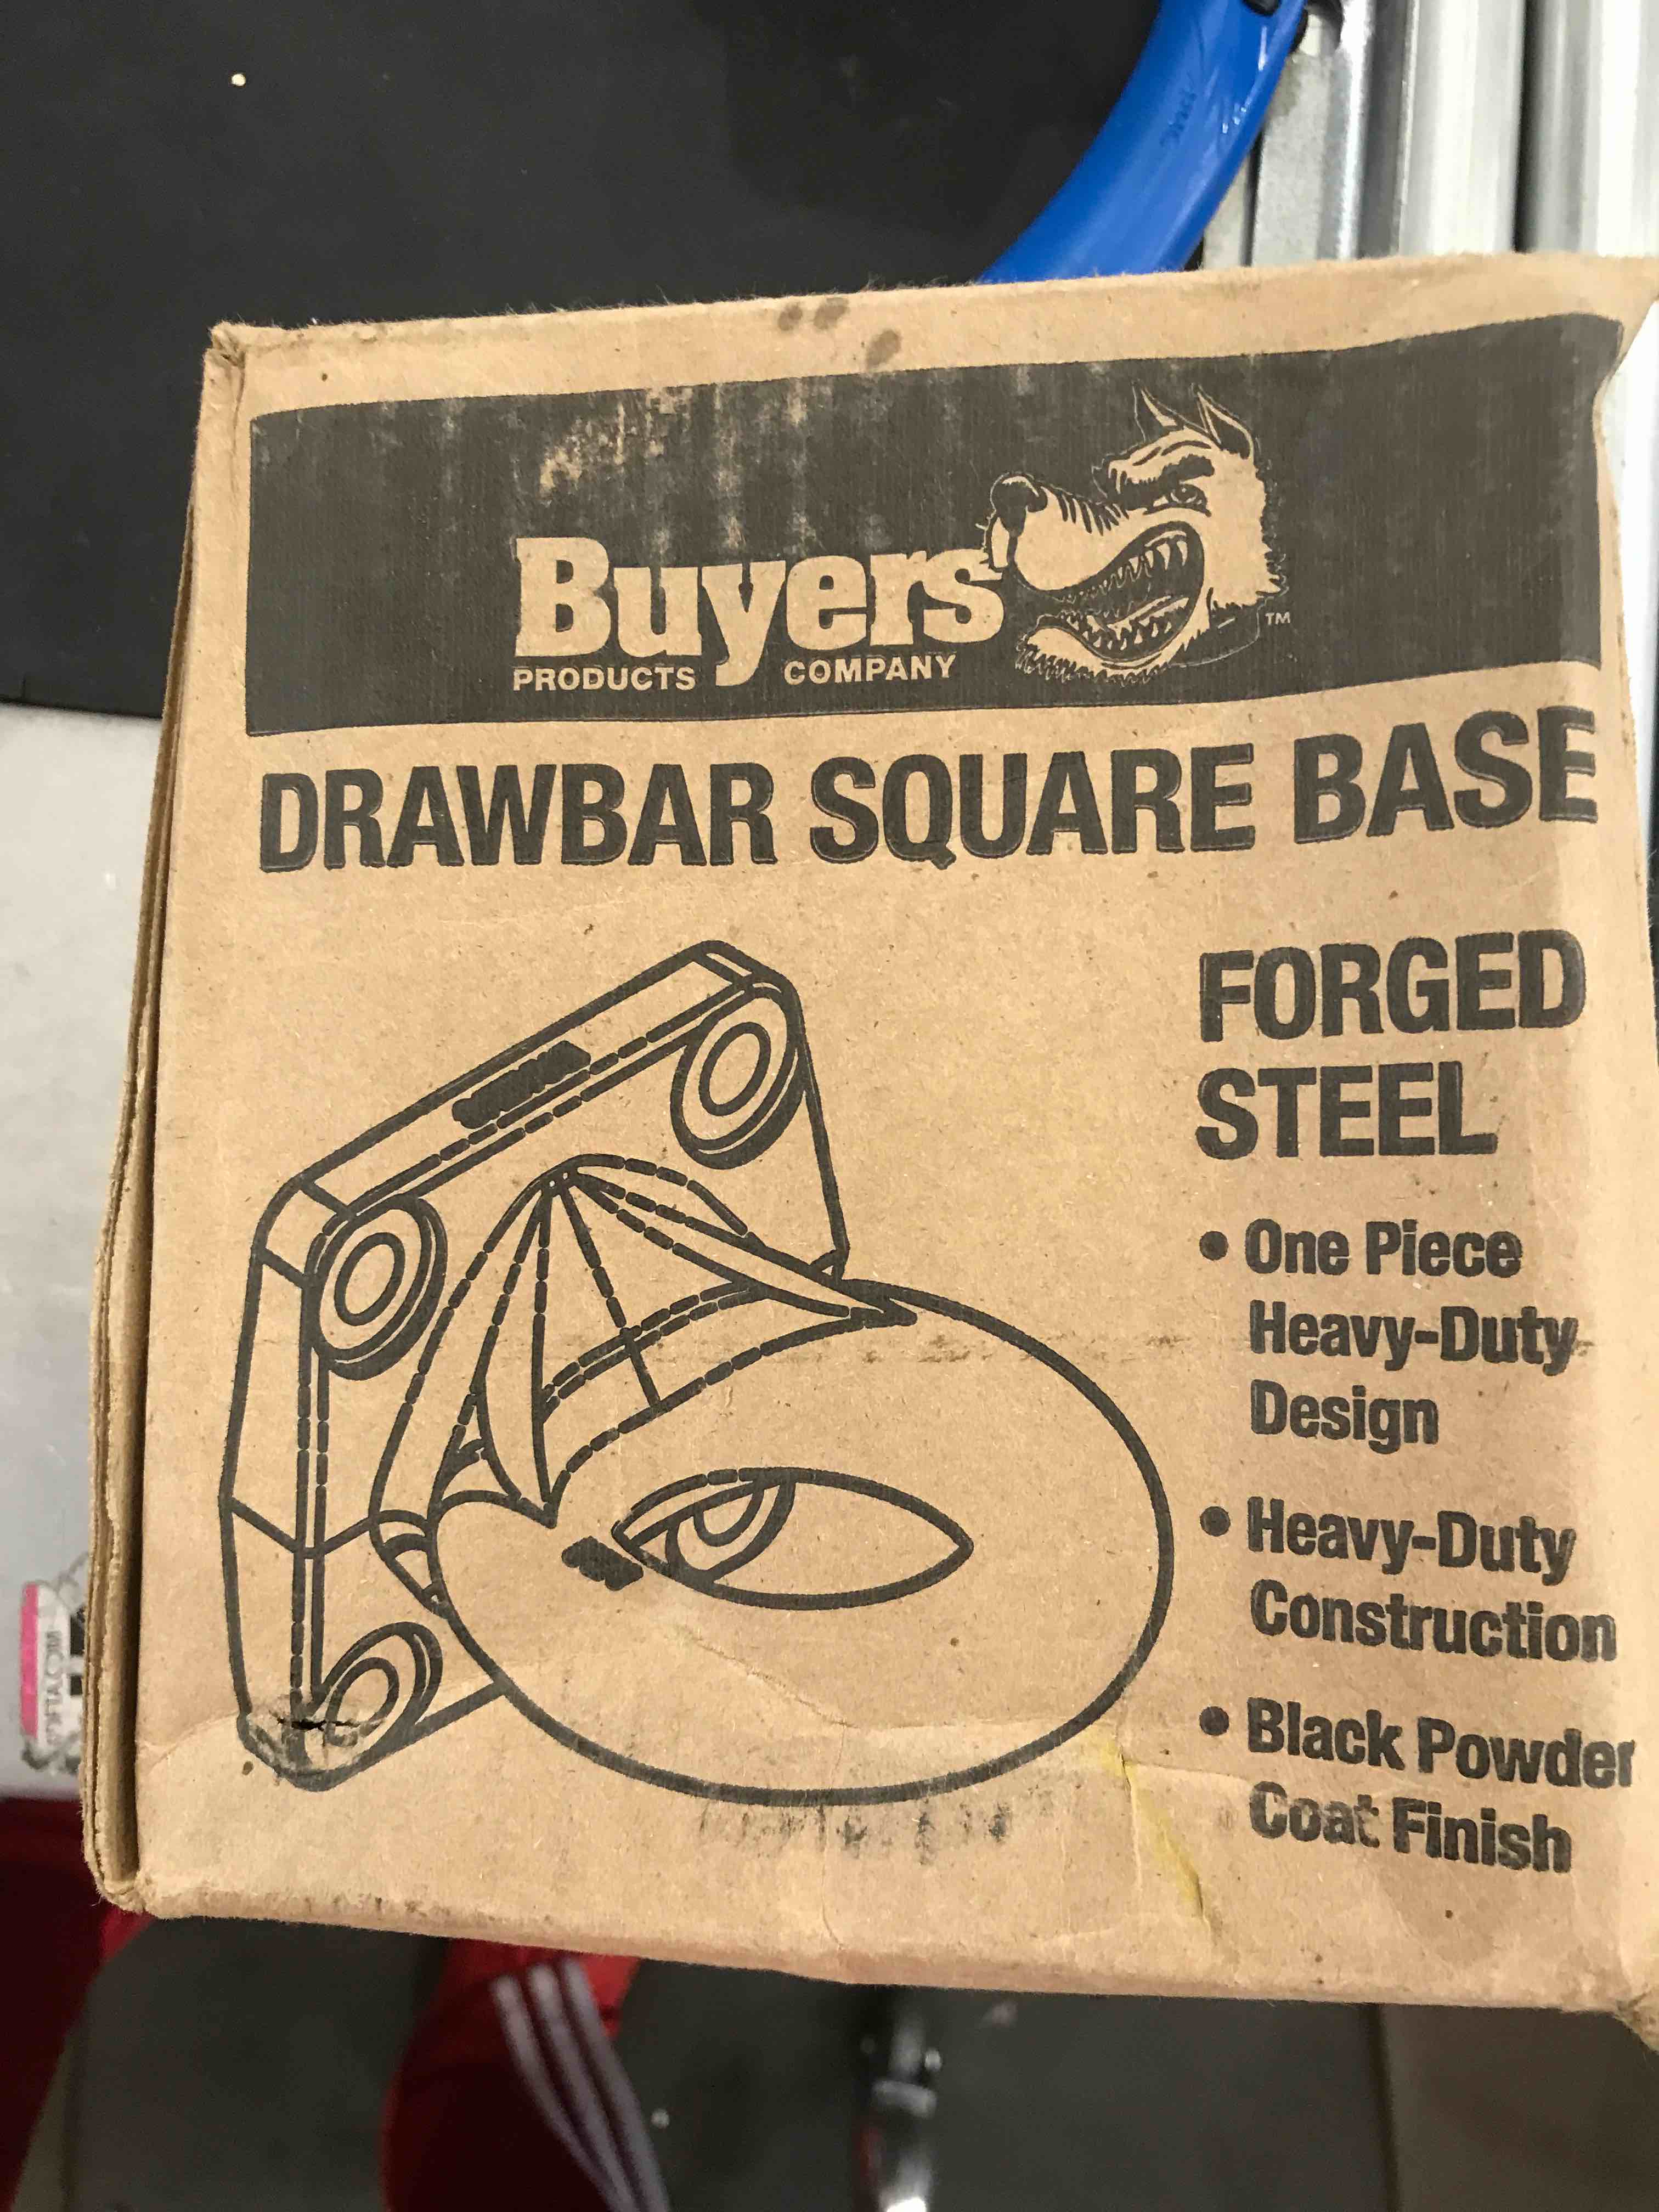 Buyers
PRODUCTS COMPANY
TM
DRAWBAR SQUARE BASE
FORGED
STEEL
• One Piece
Heavy-Duty
Design
• Heavy-Duty
Construction
• Black Powder
Coat Finish